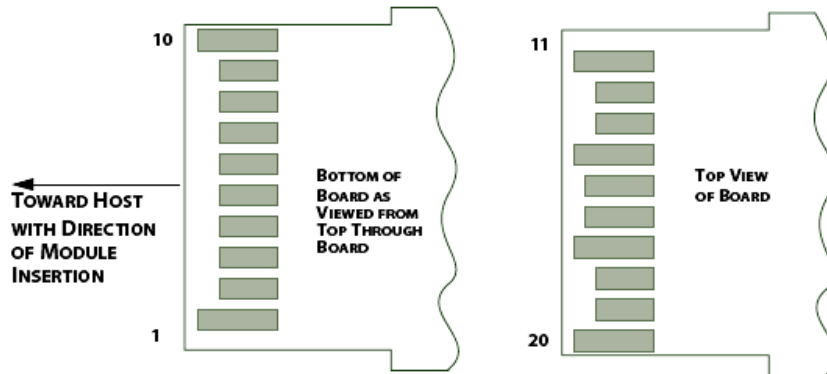 10
BOTTOM OF
BOARD AS
VIEWED FROM
TOP THROUGH
BOARD
TOWARD HOST
WITH DIRECTION
OF MODULE
INSERTION
1
11
TOP VIEW
OF BOARD
20